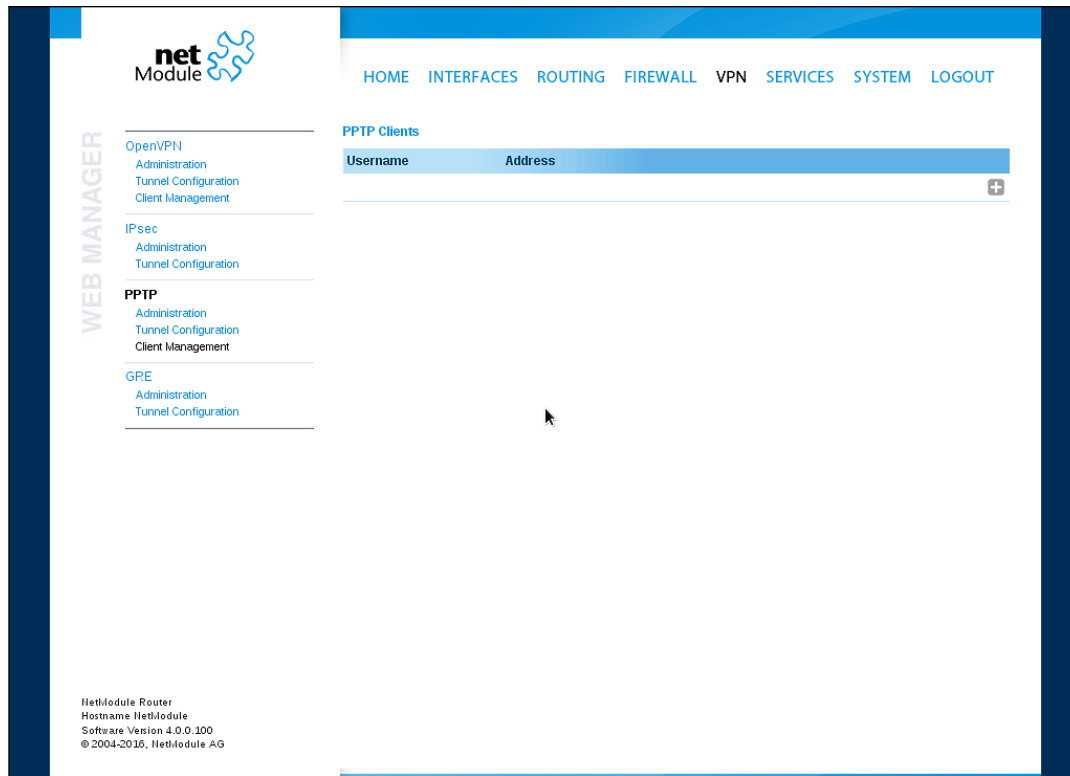 net
Module
HOME INTERFACES ROUTING FIREWALL VPN SERVICES SYSTEM LOGOUT
WEB MANAGER
OpenVPN
Administration
Tunnel Configuration
Client Management
IPsec
Administration
Tunnel Configuration
PPTP
Administration
Tunnel Configuration
Client Management
GRE
Administration
Tunnel Configuration
PPTP Clients
Username Address
NetModule Router
Hostname NetModule
Software Version 4.0.0.100
© 2004-2016, NetModule AG